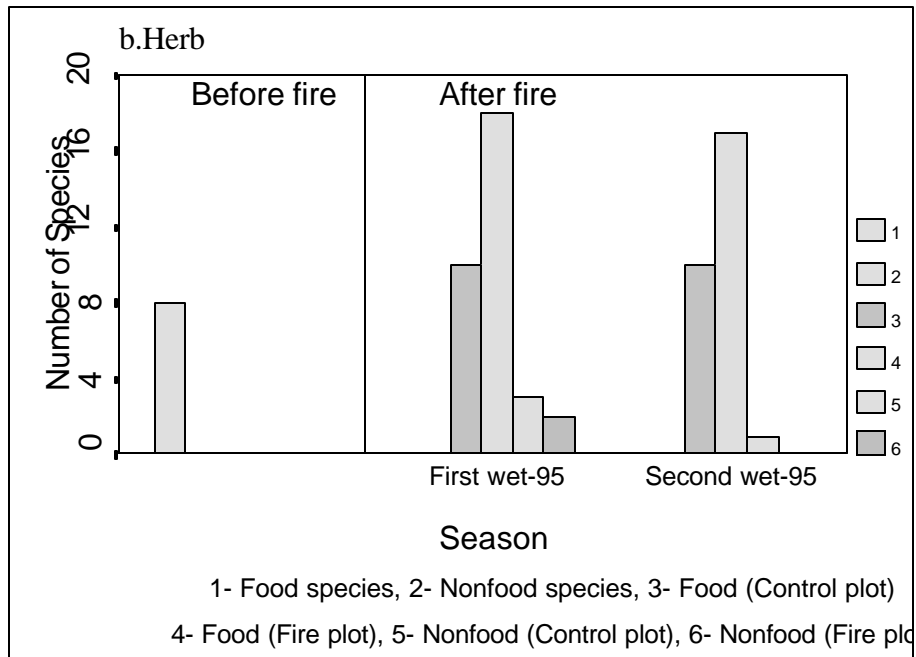 b.Herb
Before fire
After fire
Number of Species
20
16
12
8
4
0
1
2
3
4
5
6
First wet-95
Second wet-95
Season
1- Food species, 2- Nonfood species, 3- Food (Control plot)
4- Food (Fire plot), 5- Nonfood (Control plot), 6- Nonfood (Fire